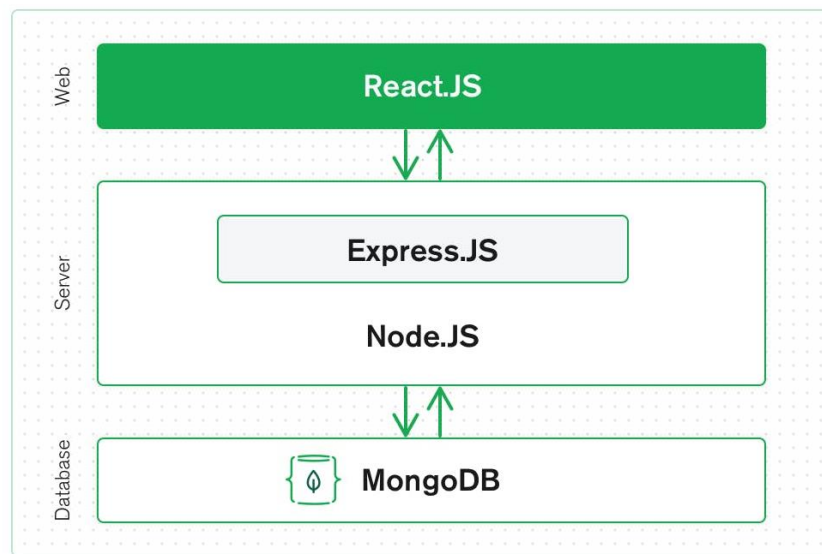 Web
React.JS
Server
Express.JS
Node.JS
Database
MongoDB